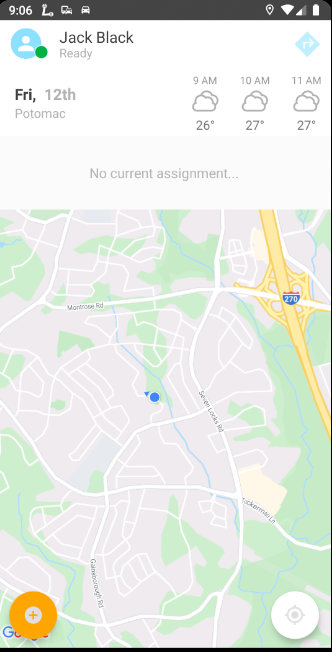 9:06
Jack Black
Ready
Fri, 12th
Potomac
9 AM 10 AM 11 AM
26° 27° 27°
No current assignment...
270
Montrose Rd
Seven Locks Rd
Tuckerman Ln
Gainsborough Rd
Google